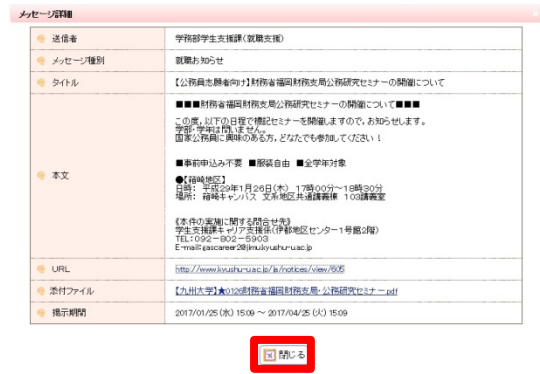 メッセージ詳細
送信者 学務部学生支援課(就職支援)
メッセージ種別 就職お知らせ
タイトル 【公務員志願者向け】財務省福岡財務支局公務研究セミナーの開催について
本文
■■■財務省福岡財務支局公務研究セミナーの開催について■■■
この度，以下の日程で標記セミナーを開催しますので，お知らせします。
学部・学年は問いません。
国家公務員に興味のある方，どなたでも参加してください！
■事前申込み不要 ■服装自由 ■全学年対象
●【箱崎地区】
日時： 平成29年1月26日(木) 17時00分～18時30分
場所： 箱崎キャンパス 文系地区共通講義棟 103講義室
《本件の実施に関する問合せ先》
学生支援課キャリア支援係(伊都地区センター1号館2階)
TEL：092-802-5903
E-mail：gascareer2@jimu.kyushu-u.ac.jp
URL http://www.kyushu-u.ac.jp/ja/notices/view/605
添付ファイル 【九州大学】★0126財務省福岡財務支局・公務研究セミナー.pdf
掲示期間 2017/01/25(水) 15:09 ～ 2017/04/25(火) 15:09
閉じる